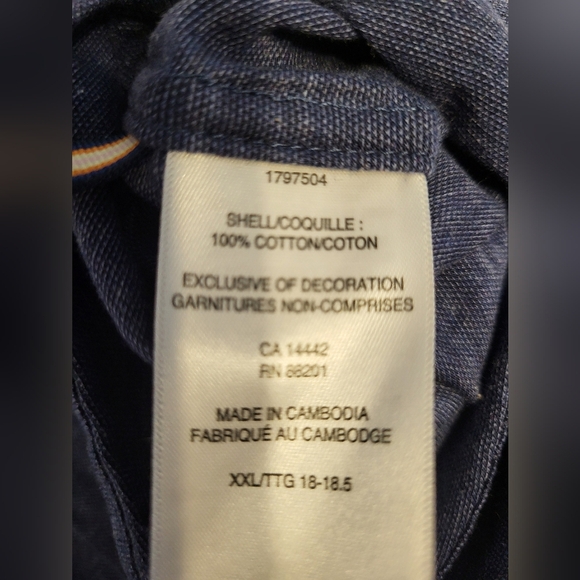 1797504
SHELL/COQUILLE :
100% COTTON/COTON
EXCLUSIVE OF DECORATION
GARNITURES NON-COMPRISES
CA 14442
RN 86201
MADE IN CAMBODIA
FABRIQUÉ AU CAMBODGE
XXL/TTG 18-18.5